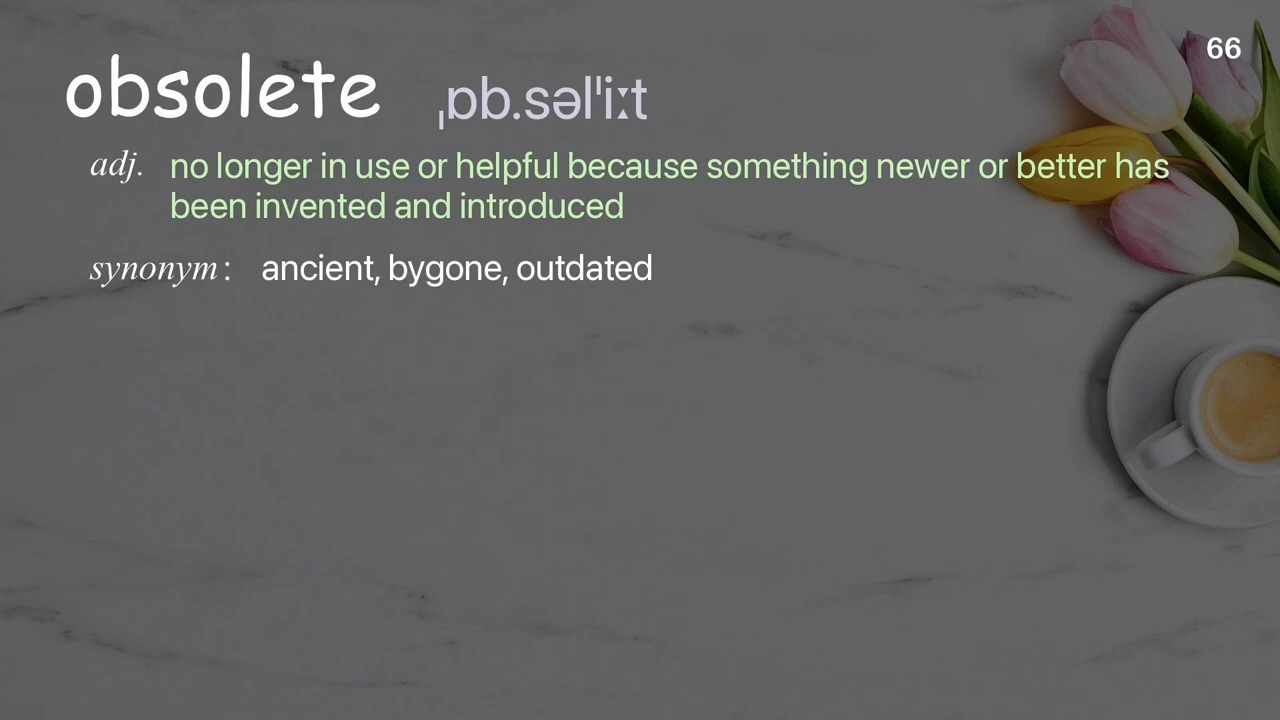 66
obsolete ˌɒb.səlˈiːt
adj. no longer in use or helpful because something newer or better has
been invented and introduced
synonym: ancient, bygone, outdated